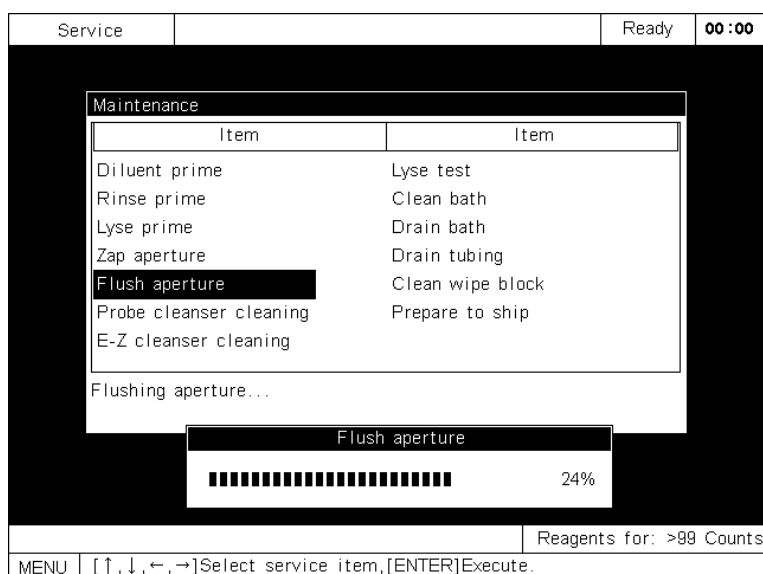 Service Ready 00:00
Maintenance
Item Item
Diluent prime Lyse test
Rinse prime Clean bath
Lyse prime Drain bath
Zap aperture Drain tubing
Flush aperture Clean wipe block
Probe cleanser cleaning Prepare to ship
E-Z cleanser cleaning
Flushing aperture...
Flush aperture
24%
Reagents for: >99 Counts
MENU [↑,↓,←,→]Select service item,[ENTER]Execute.